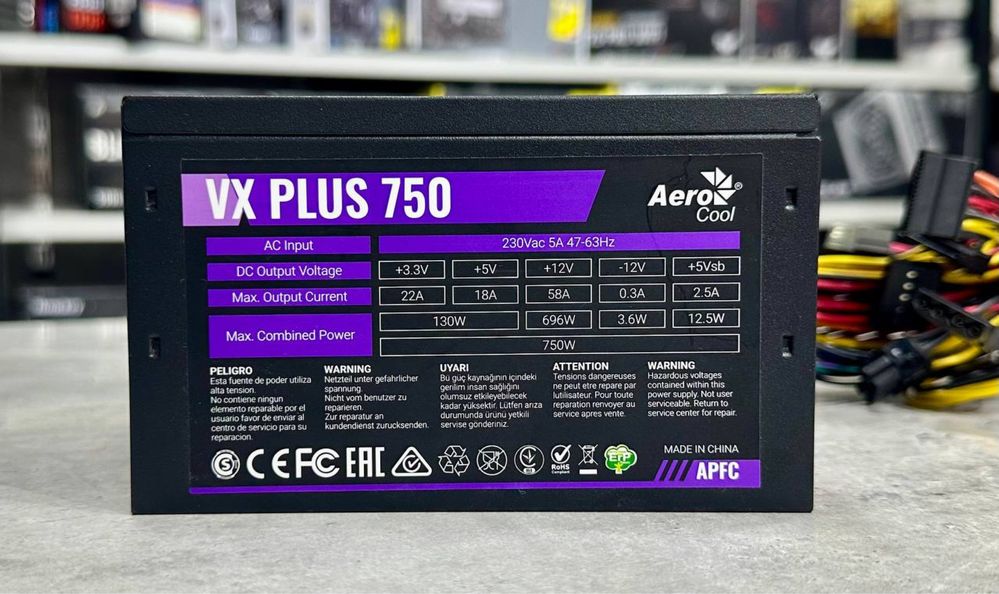 VX PLUS 750
Aero Cool®
AC Input 230Vac 5A 47-63Hz
DC Output Voltage +3.3V +5V +12V -12V +5Vsb
Max. Output Current 22A 18A 58A 0.3A 2.5A
Max. Combined Power 130W 696W 3.6W 12.5W
750W
PELIGRO
Esta fuente de poder utiliza
alta tension.
No contiene ningun
elemento reparable por el
usuario favor de enviar al
centro de servicio para su
reparacion.
WARNING
Netzteil unter gefahrlicher
spannung.
Nicht vom benutzer zu
reparieren.
Zur reparatur an
kundendienst zurucksenden.
UYARI
Bu güç kaynağının içindeki
gerilim insan sağlığını
olumsuz etkileyebilecek
kadar yüksektir. Lütfen arıza
durumunda ürünü yetkili
servise gönderiniz.
ATTENTION
Tensions dangereuses
ne peut etre repare par
lutilisateur. Pour toute
reparation renvoyer au
service apres vente.
WARNING
Hazardous voltages
contained within this
power supply. Not user
serviceable. Return to
service center for repair.
S CE FC EAC
RoHS
Compliant
ErP
MADE IN CHINA
APFC